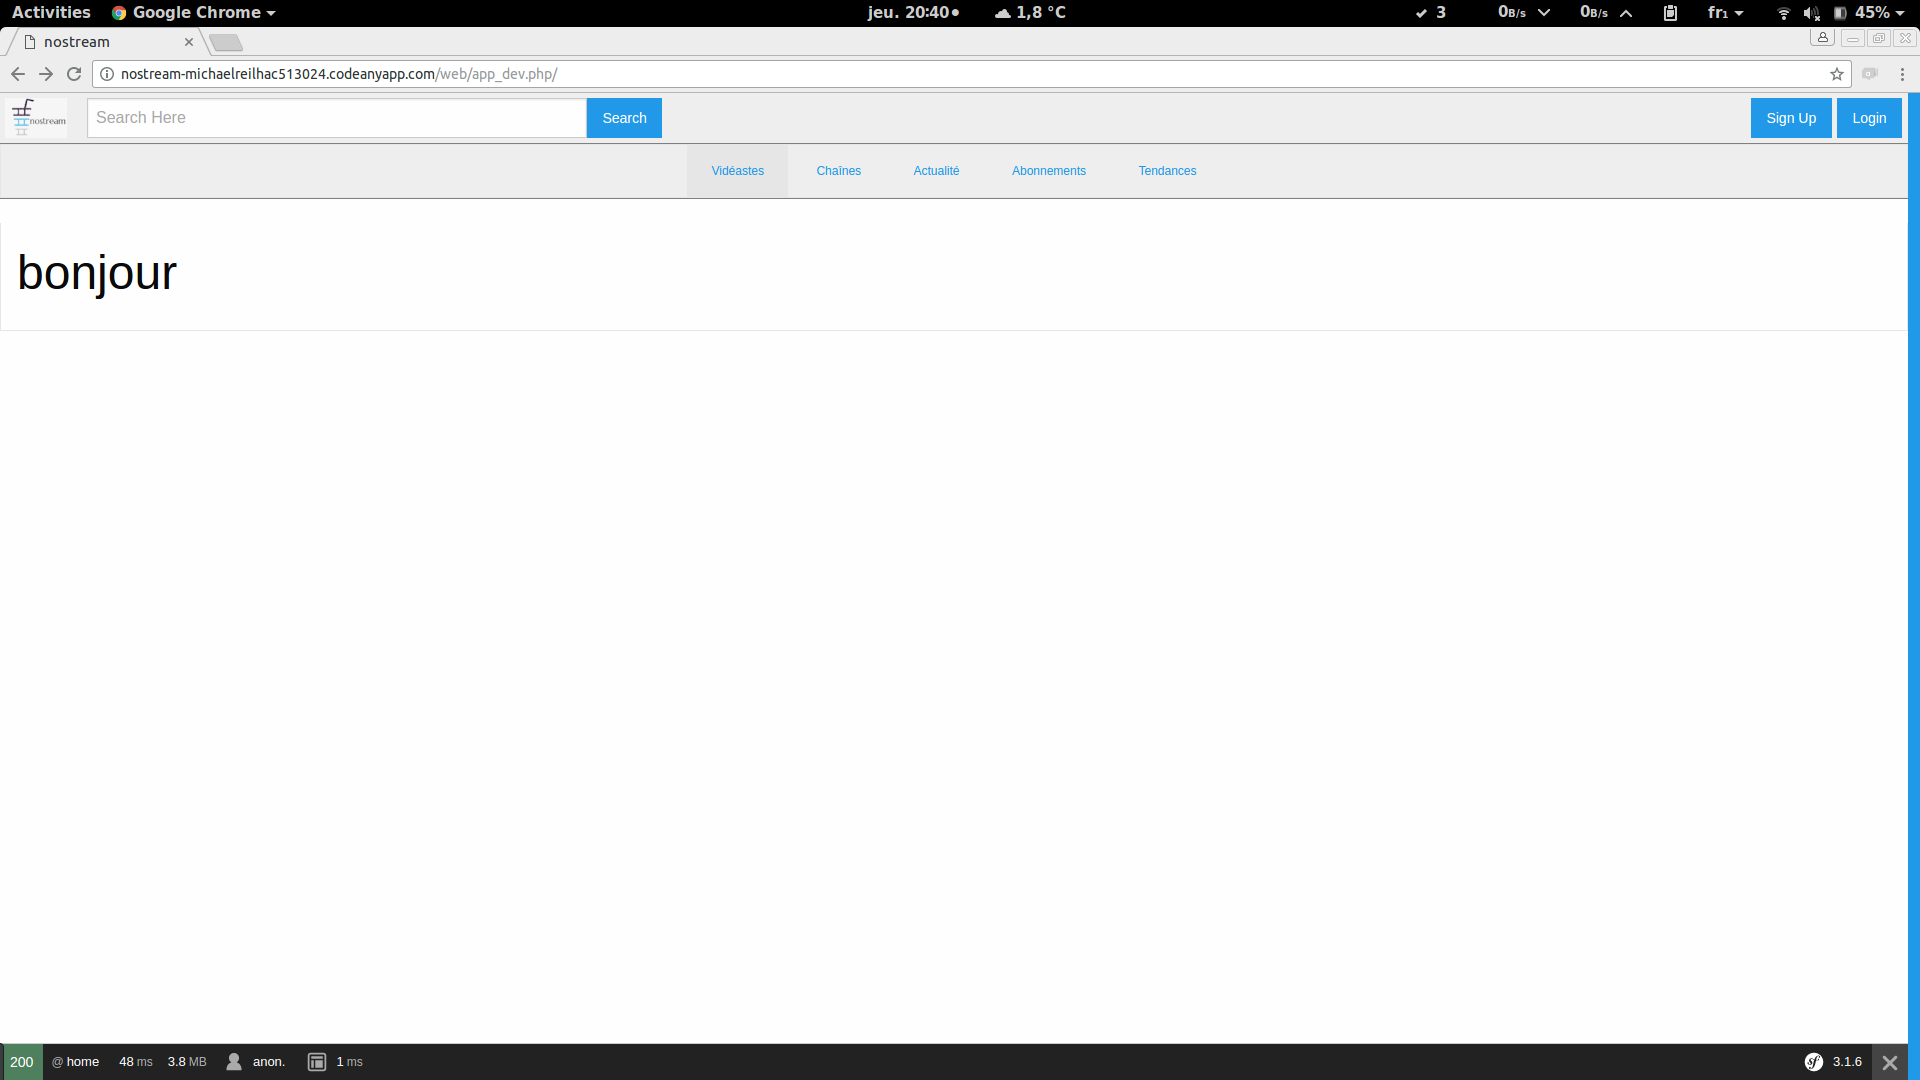 Activities Google Chrome jeu. 20:40 1,8 °C 3 0B/s 0B/s fr₁ 45%
nostream
nostream-michaelreilhac513024.codeanyapp.com/web/app_dev.php/
nostream Search Here Search Sign Up Login
Vidéastes Chaînes Actualité Abonnements Tendances
bonjour
200 @ home 48 ms 3.8 MB anon. 1 ms sf 3.1.6